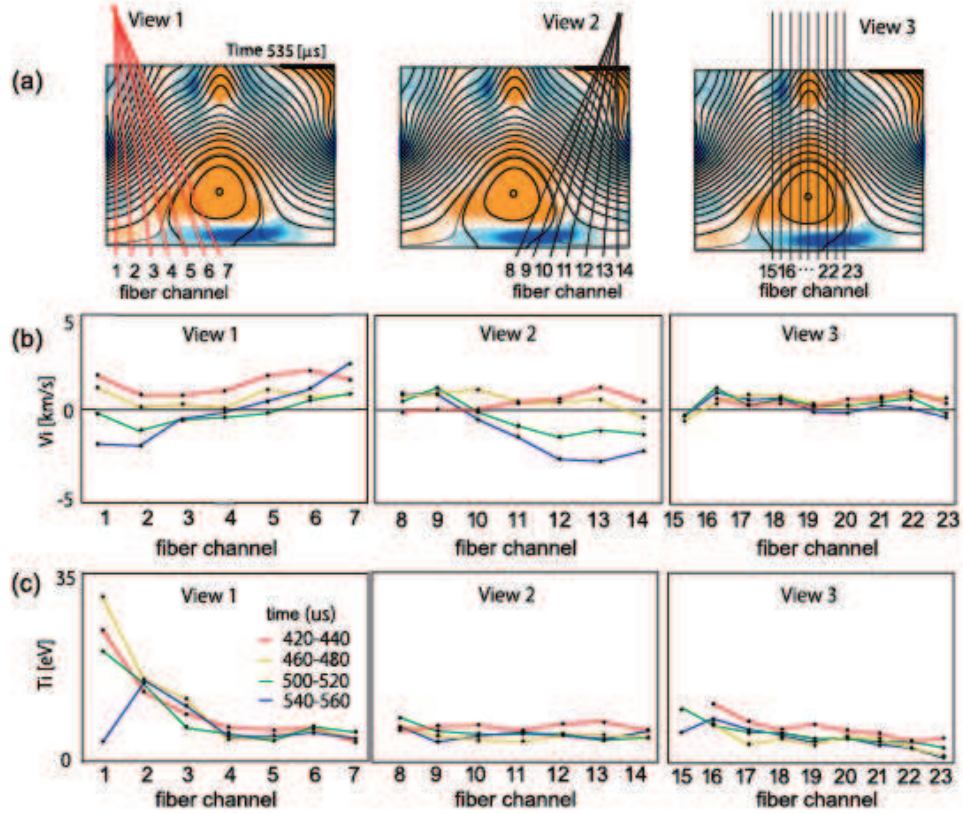 View 1
View 2
View 3
Time 535 [μs]
(a)
1 2 3 4 5 6 7
8 9 10 11 12 13 14
15 16 ... 22 23
fiber channel
fiber channel
fiber channel
(b)
5
View 1
View 2
View 3
Vi [km/s]
0
-5
1 2 3 4 5 6 7
8 9 10 11 12 13 14
15 16 17 18 19 20 21 22 23
fiber channel
fiber channel
fiber channel
(c)
35
View 1
View 2
View 3
time (us)
420-440
460-480
500-520
540-560
Ti [eV]
0
1 2 3 4 5 6 7
8 9 10 11 12 13 14
15 16 17 18 19 20 21 22 23
fiber channel
fiber channel
fiber channel